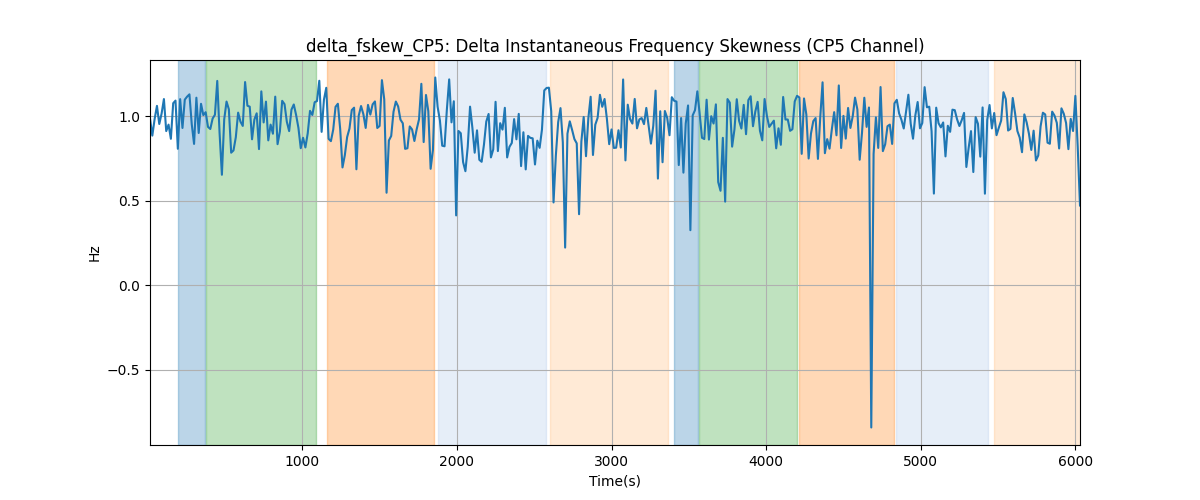 delta_fskew_CP5: Delta Instantaneous Frequency Skewness (CP5 Channel)
1.0
0.5
0.0
−0.5
Hz
1000 2000 3000 4000 5000 6000
Time(s)